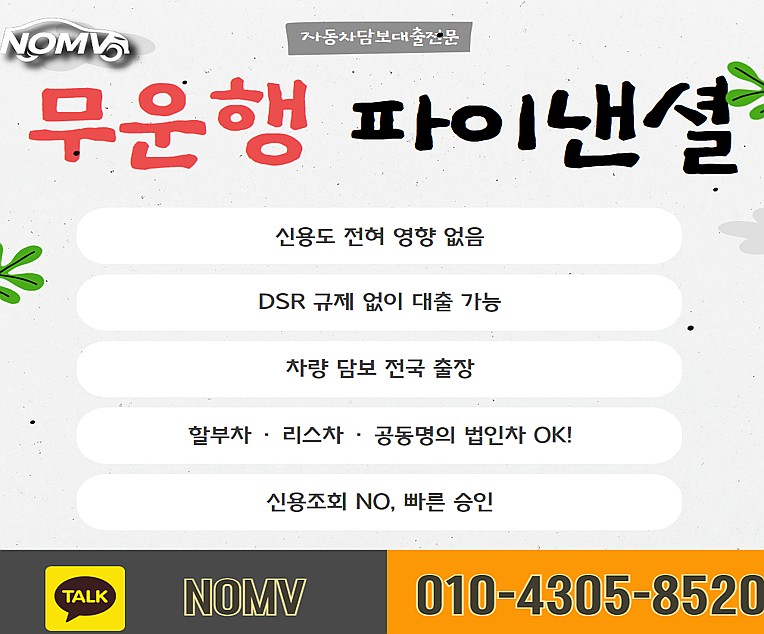 NOMV
자동차담보대출전문
무운행 파이낸셜
신용도 전혀 영향 없음
DSR 규제 없이 대출 가능
차량 담보 전국 출장
할부차 · 리스차 · 공동명의 법인차 OK!
신용조회 NO, 빠른 승인
TALK NOMV 010-4305-8520